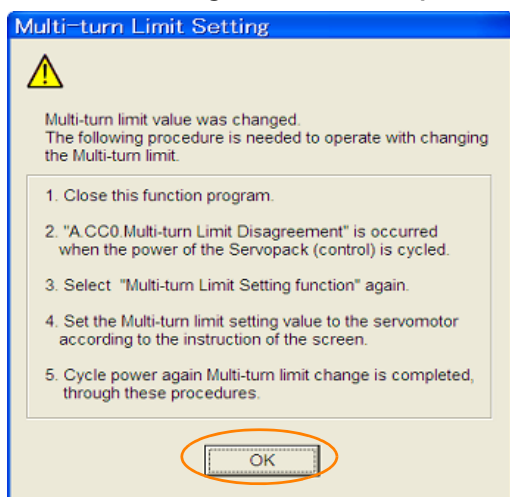 Multi-turn Limit Setting
Multi-turn limit value was changed.
The following procedure is needed to operate with changing
the Multi-turn limit.
1. Close this function program.
2. "A.CC0.Multi-turn Limit Disagreement" is occurred
when the power of the Servopack (control) is cycled.
3. Select "Multi-turn Limit Setting function" again.
4. Set the Multi-turn limit setting value to the servomotor
according to the instruction of the screen.
5. Cycle power again Multi-turn limit change is completed,
through these procedures.
OK